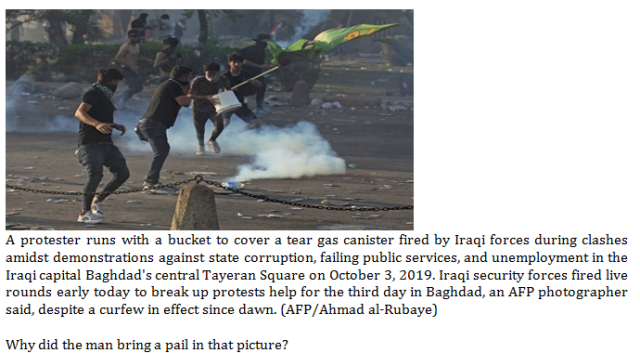 A protester runs with a bucket to cover a tear gas canister fired by Iraqi forces during clashes
amidst demonstrations against state corruption, failing public services, and unemployment in the
Iraqi capital Baghdad's central Tayeran Square on October 3, 2019. Iraqi security forces fired live
rounds early today to break up protests help for the third day in Baghdad, an AFP photographer
said, despite a curfew in effect since dawn. (AFP/Ahmad al-Rubaye)
Why did the man bring a pail in that picture?